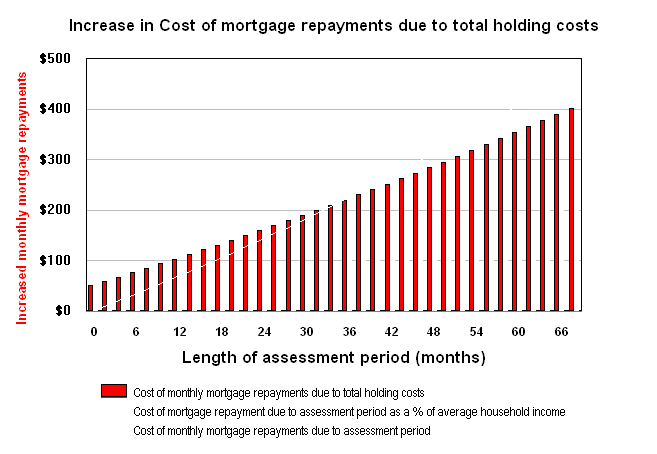 Increase in Cost of mortgage repayments due to total holding costs
Increased monthly mortgage repayments
$500
$400
$300
$200
$100
$0
0 6 12 18 24 30 36 42 48 54 60 66
Length of assessment period (months)
Cost of monthly mortgage repayments due to total holding costs
Cost of mortgage repayment due to assessment period as a % of average household income
Cost of monthly mortgage repayments due to assessment period